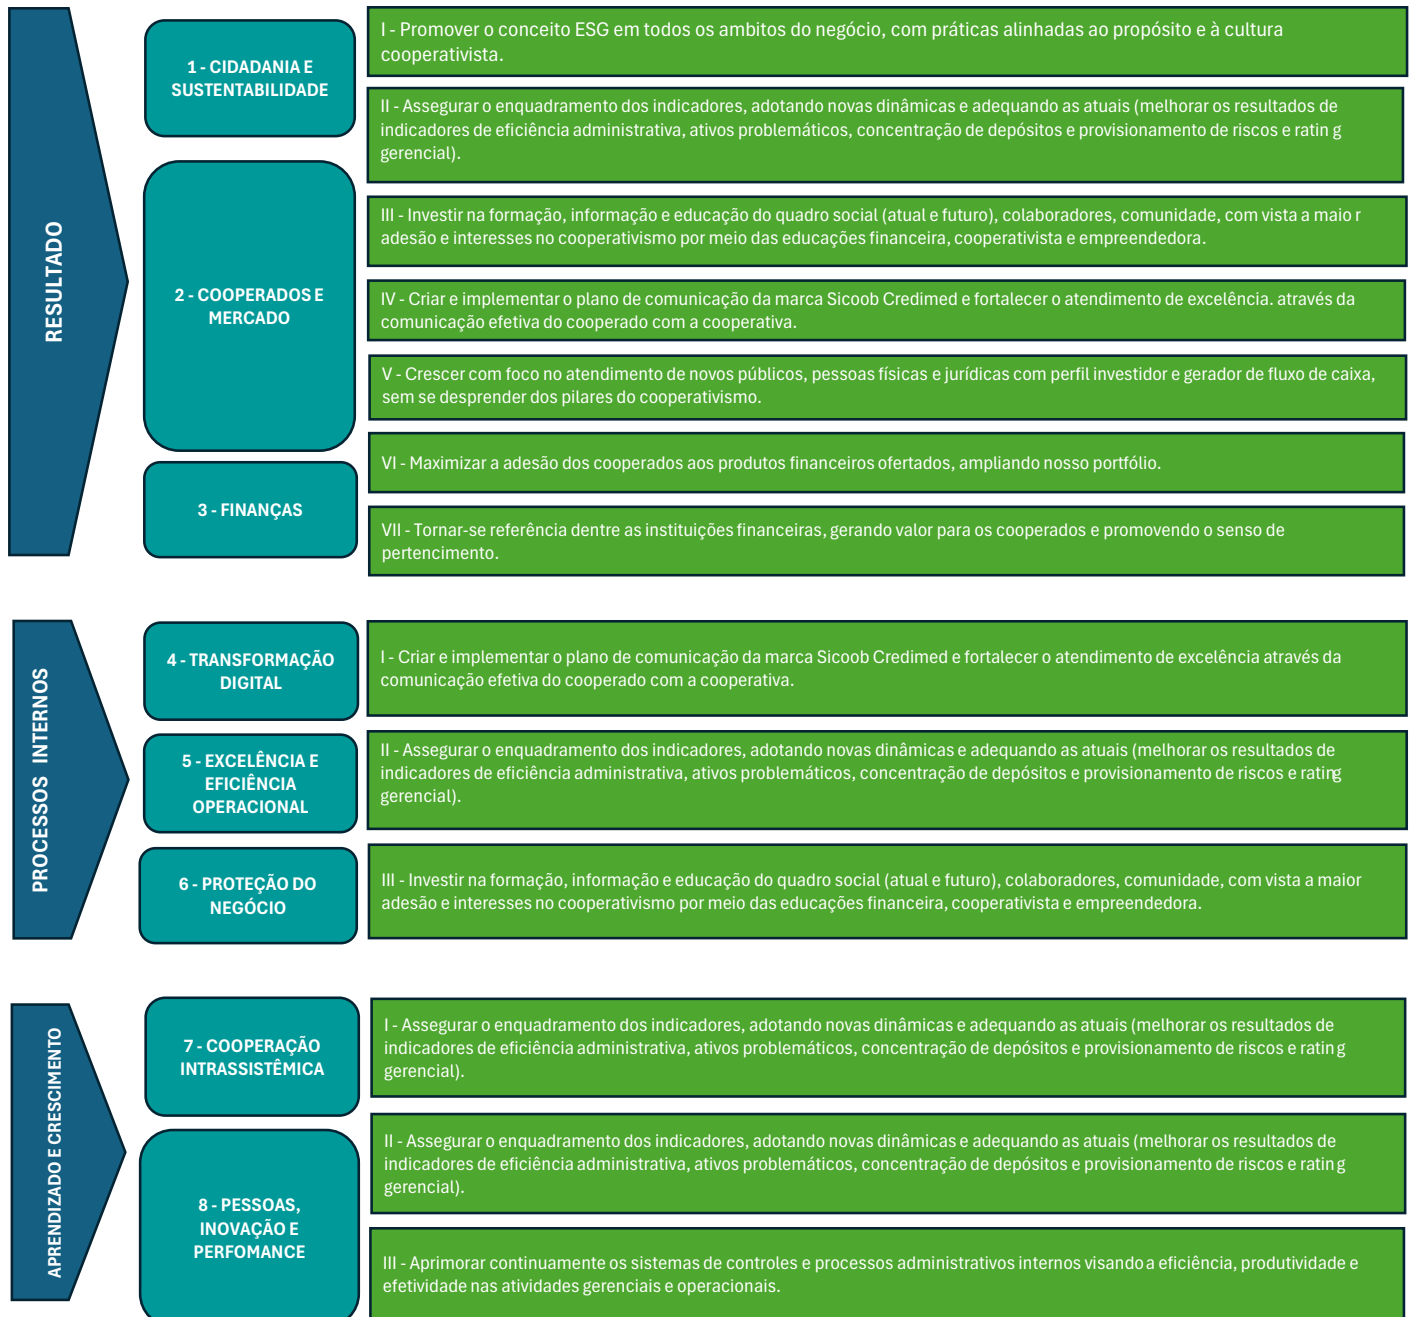 RESULTADO
1 - CIDADANIA E
SUSTENTABILIDADE
I - Promover o conceito ESG em todos os ambitos do negócio, com práticas alinhadas ao propósito e à cultura
cooperativista.
II - Assegurar o enquadramento dos indicadores, adotando novas dinâmicas e adequando as atuais (melhorar os resultados de
indicadores de eficiência administrativa, ativos problemáticos, concentração de depósitos e provisionamento de riscos e ratin g
gerencial).
2 - COOPERADOS E
MERCADO
III - Investir na formação, informação e educação do quadro social (atual e futuro), colaboradores, comunidade, com vista a maio r
adesão e interesses no cooperativismo por meio das educações financeira, cooperativista e empreendedora.
IV - Criar e implementar o plano de comunicação da marca Sicoob Credimed e fortalecer o atendimento de excelência. através da
comunicação efetiva do cooperado com a cooperativa.
V - Crescer com foco no atendimento de novos públicos, pessoas físicas e jurídicas com perfil investidor e gerador de fluxo de caixa,
sem se desprender dos pilares do cooperativismo.
3 - FINANÇAS
VI - Maximizar a adesão dos cooperados aos produtos financeiros ofertados, ampliando nosso portfólio.
VII - Tornar-se referência dentre as instituições financeiras, gerando valor para os cooperados e promovendo o senso de
pertencimento.
PROCESSOS INTERNOS
4 - TRANSFORMAÇÃO
DIGITAL
I - Criar e implementar o plano de comunicação da marca Sicoob Credimed e fortalecer o atendimento de excelência através da
comunicação efetiva do cooperado com a cooperativa.
5 - EXCELÊNCIA E
EFICIÊNCIA
OPERACIONAL
II - Assegurar o enquadramento dos indicadores, adotando novas dinâmicas e adequando as atuais (melhorar os resultados de
indicadores de eficiência administrativa, ativos problemáticos, concentração de depósitos e provisionamento de riscos e rating
gerencial).
6 - PROTEÇÃO DO
NEGÓCIO
III - Investir na formação, informação e educação do quadro social (atual e futuro), colaboradores, comunidade, com vista a maior
adesão e interesses no cooperativismo por meio das educações financeira, cooperativista e empreendedora.
APRENDIZADO E CRESCIMENTO
7 - COOPERAÇÃO
INTRASSISTÊMICA
I - Assegurar o enquadramento dos indicadores, adotando novas dinâmicas e adequando as atuais (melhorar os resultados de
indicadores de eficiência administrativa, ativos problemáticos, concentração de depósitos e provisionamento de riscos e ratin g
gerencial).
8 - PESSOAS,
INOVAÇÃO E
PERFOMANCE
II - Assegurar o enquadramento dos indicadores, adotando novas dinâmicas e adequando as atuais (melhorar os resultados de
indicadores de eficiência administrativa, ativos problemáticos, concentração de depósitos e provisionamento de riscos e ratin g
gerencial).
III - Aprimorar continuamente os sistemas de controles e processos administrativos internos visando a eficiência, produtividade e
efetividade nas atividades gerenciais e operacionais.